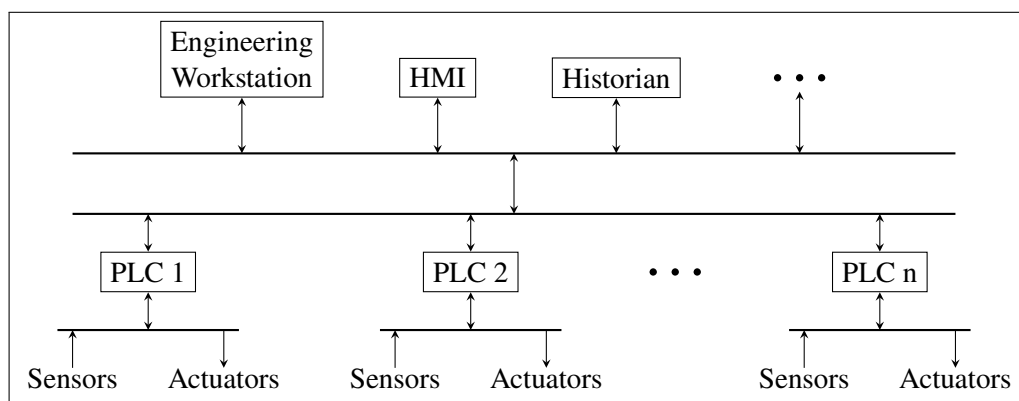 Engineering
Workstation
HMI
Historian
• • •
PLC 1
PLC 2
• • •
PLC n
Sensors
Actuators
Sensors
Actuators
Sensors
Actuators